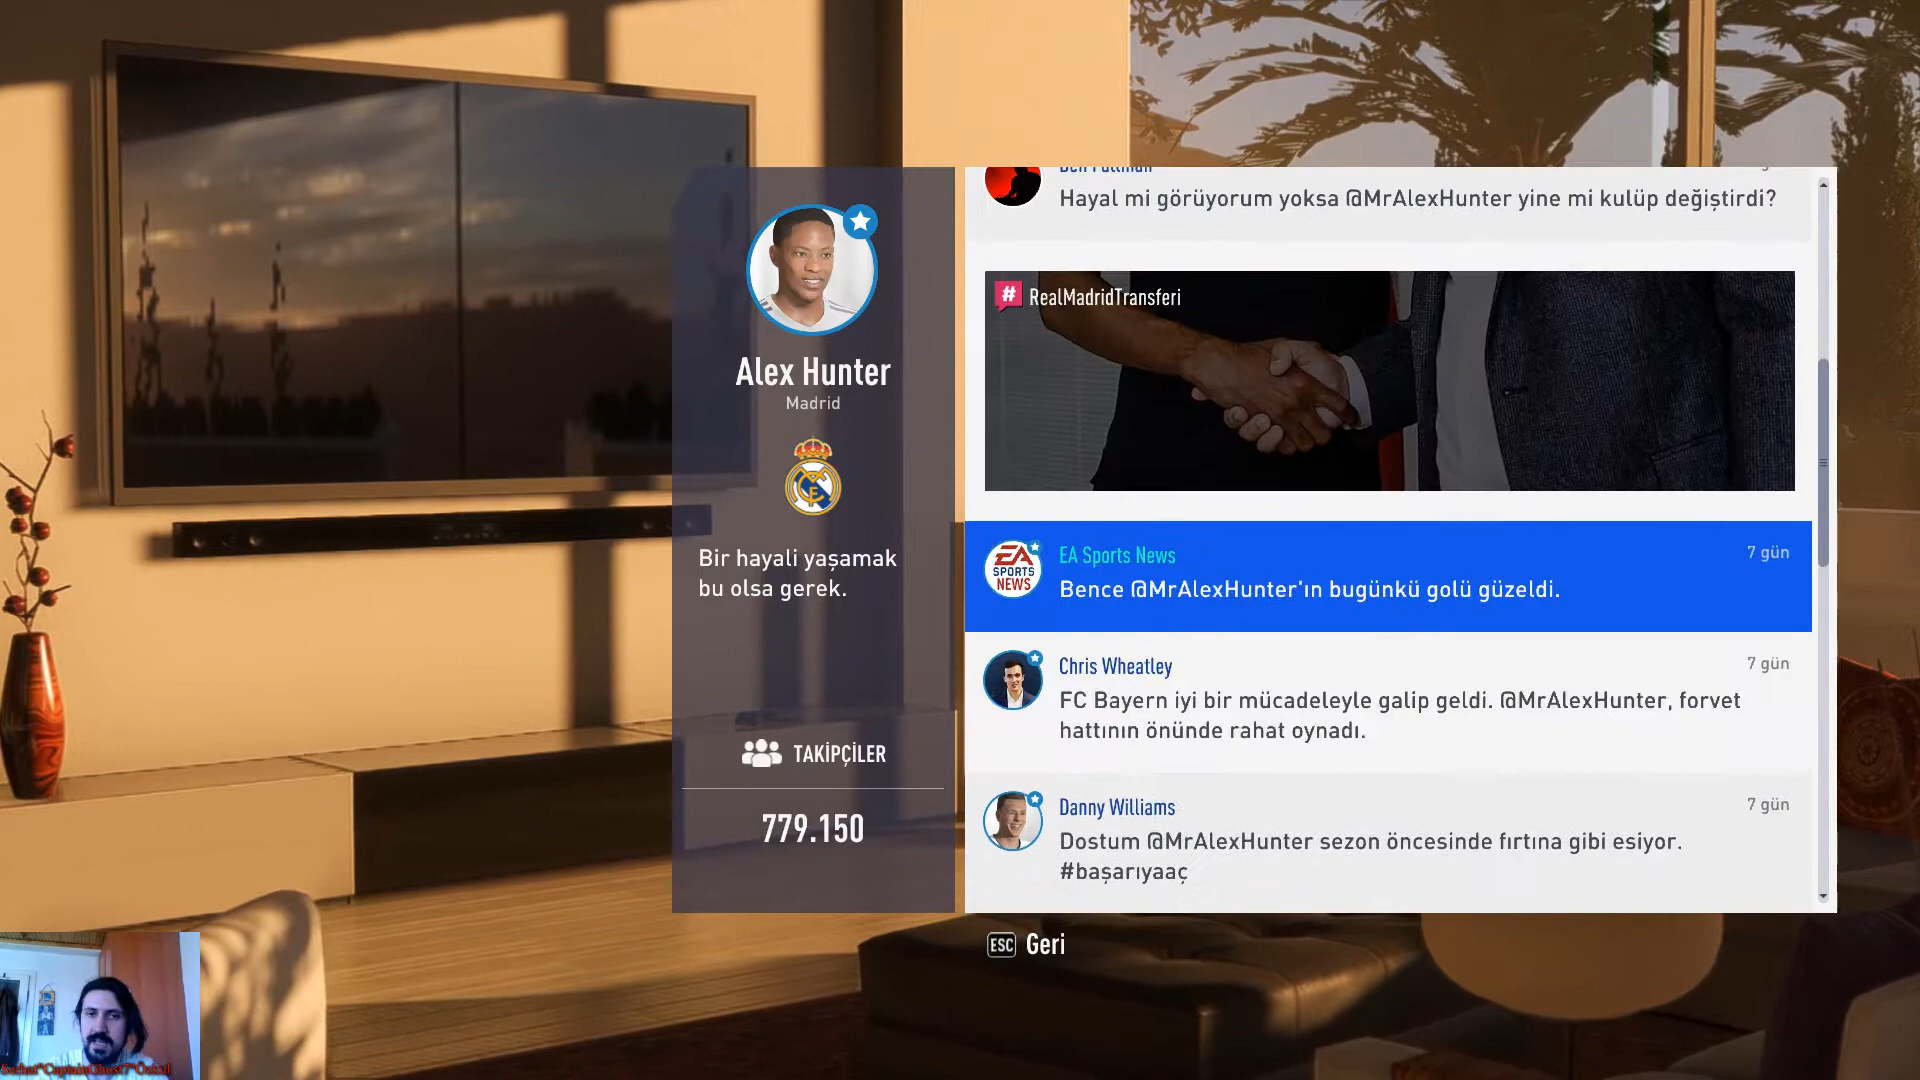 Alex Hunter
Madrid
Bir hayali yaşamak
bu olsa gerek.
TAKİPÇİLER
779.150
Hayal mi görüyorum yoksa @MrAlexHunter yine mi kulüp değiştirdi?
# RealMadridTransferi
EA SPORTS NEWS
EA Sports News
7 gün
Bence @MrAlexHunter'ın bugünkü golü güzeldi.
Chris Wheatley
7 gün
FC Bayern iyi bir mücadeleyle galip geldi. @MrAlexHunter, forvet
hattının önünde rahat oynadı.
Danny Williams
7 gün
Dostum @MrAlexHunter sezon öncesinde fırtına gibi esiyor.
#başarıyaaç
ESC Geri